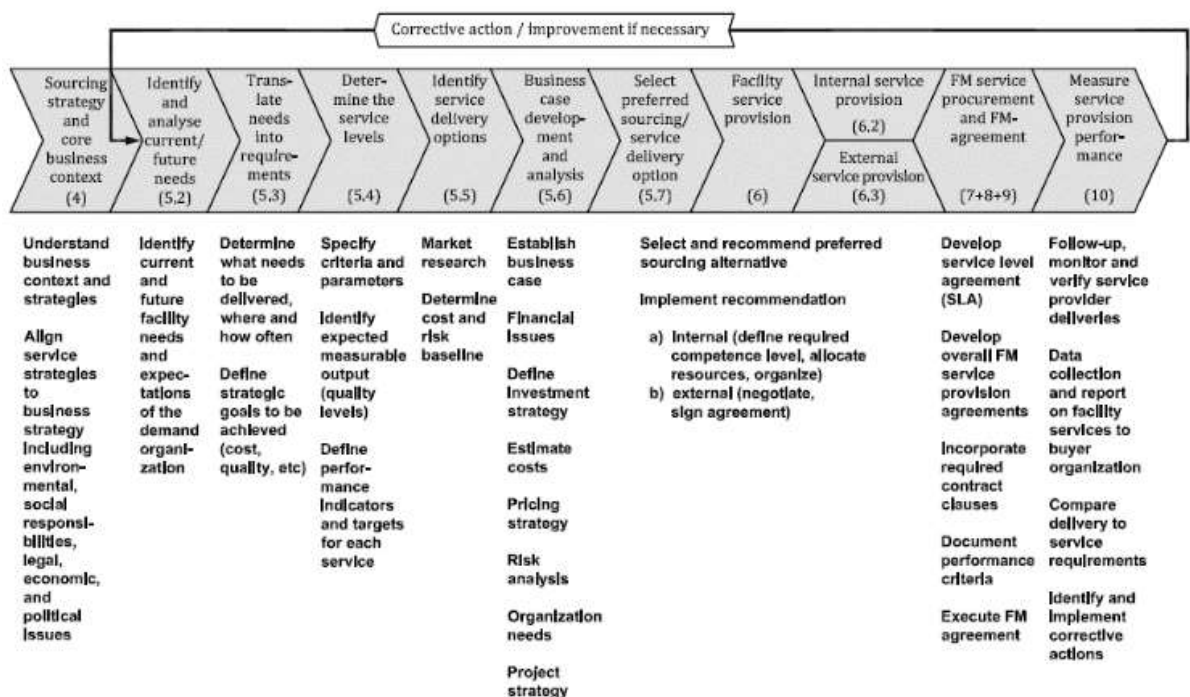 Corrective action / improvement if necessary
Sourcing
strategy
and
core
business
context
(4)
Identify
and
analyse
current/
future
needs
(5,2)
Trans-
late
needs
into
require-
ments
(5,3)
Deter-
mine the
service
levels
(5,4)
Identify
service
delivery
options
(5,5)
Business
case
develop-
ment
and
analysis
(5,6)
Select
preferred
sourcing/
service
delivery
option
(5,7)
Facility
service
provision
(6)
Internal service
provision
(6,2)
External
service provision
(6,3)
FM service
procurement
and FM-
agreement
(7+8+9)
Measure
service
provision
perfor-
mance
(10)
Understand
business
context and
strategies
Align
service
strategies
to
business
strategy
including
environ-
mental,
social
responsi-
bilities,
legal,
economic,
and
political
issues
Identify
current
and
future
facility
needs
and
expec-
tations
of the
demand
organi-
zation
Determine
what needs
to be
delivered,
where and
how often
Define
strategic
goals to be
achieved
(cost,
quality, etc)
Specify
criteria and
parameters
Identify
expected
measurable
output
(quality
levels)
Define
perfor-
mance
indicators
and targets
for each
service
Market
research
Determine
cost and
risk
baseline
Establish
business
case
Financial
issues
Define
investment
strategy
Estimate
costs
Pricing
strategy
Risk
analysis
Organization
needs
Project
strategy
Select and recommend preferred
sourcing alternative
Implement recommendation
a) Internal (define required
competence level, allocate
resources, organize)
b) external (negotiate,
sign agreement)
Develop
service level
agreement
(SLA)
Develop
overall FM
service
provision
agreements
Incorporate
required
contract
clauses
Document
performance
criteria
Execute FM
agreement
Follow-up,
monitor and
verify service
provider
deliveries
Data
collection
and report
on facility
services to
buyer
organization
Compare
delivery to
service
requirements
Identify and
implement
corrective
actions